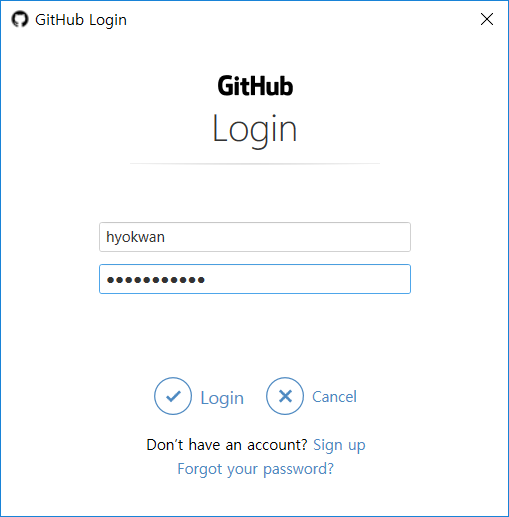 GitHub Login
GitHub
Login
hyokwan
●●●●●●●●●●●
Login Cancel
Don't have an account? Sign up
Forgot your password?